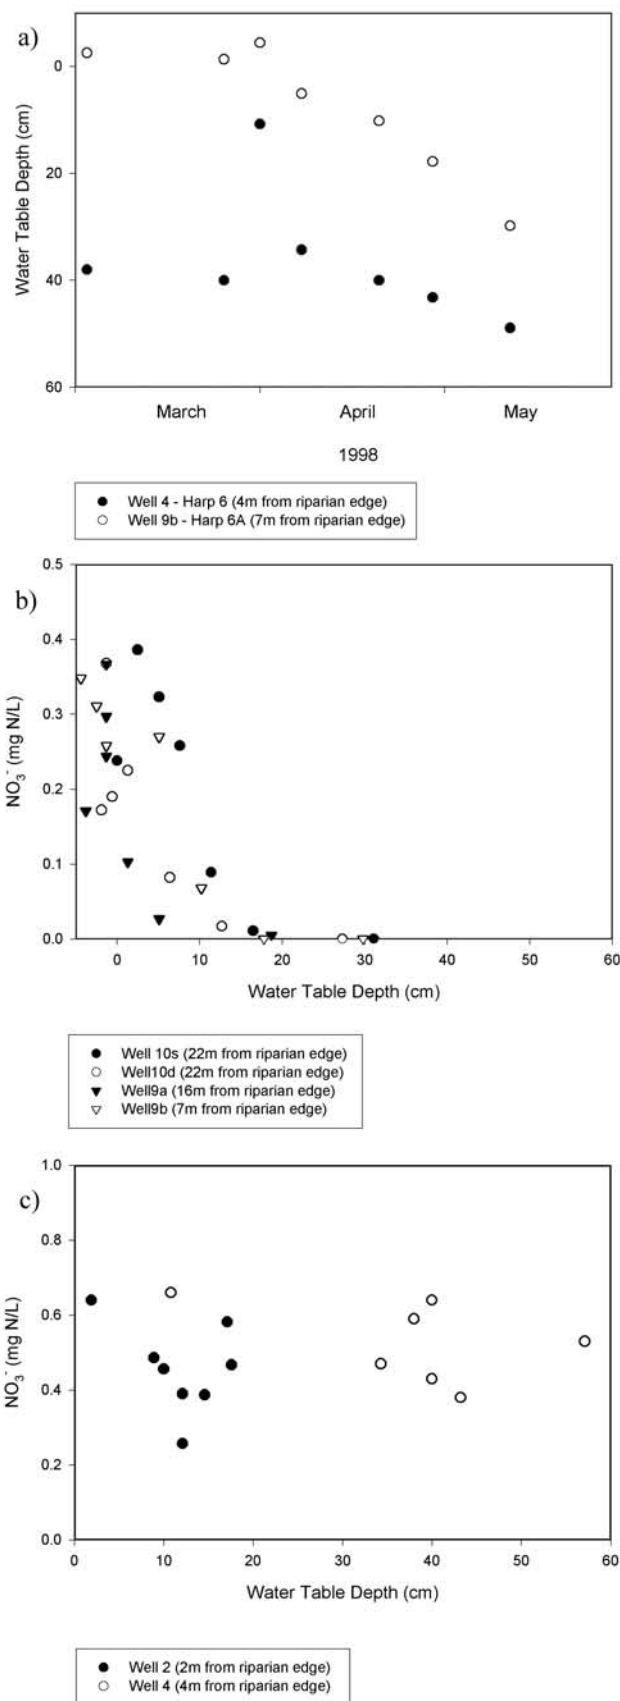 a)
0
20
40
60
Water Table Depth (cm)
March April May
1998
● Well 4 - Harp 6 (4m from riparian edge)
○ Well 9b - Harp 6A (7m from riparian edge)
b)
0.5
0.4
0.3
0.2
0.1
0.0
NO₃⁻ (mg N/L)
0 10 20 30 40 50 60
Water Table Depth (cm)
● Well 10s (22m from riparian edge)
○ Well10d (22m from riparian edge)
▼ Well9a (16m from riparian edge)
▽ Well9b (7m from riparian edge)
c)
1.0
0.8
0.6
0.4
0.2
0.0
NO₃⁻ (mg N/L)
0 10 20 30 40 50 60
Water Table Depth (cm)
● Well 2 (2m from riparian edge)
○ Well 4 (4m from riparian edge)